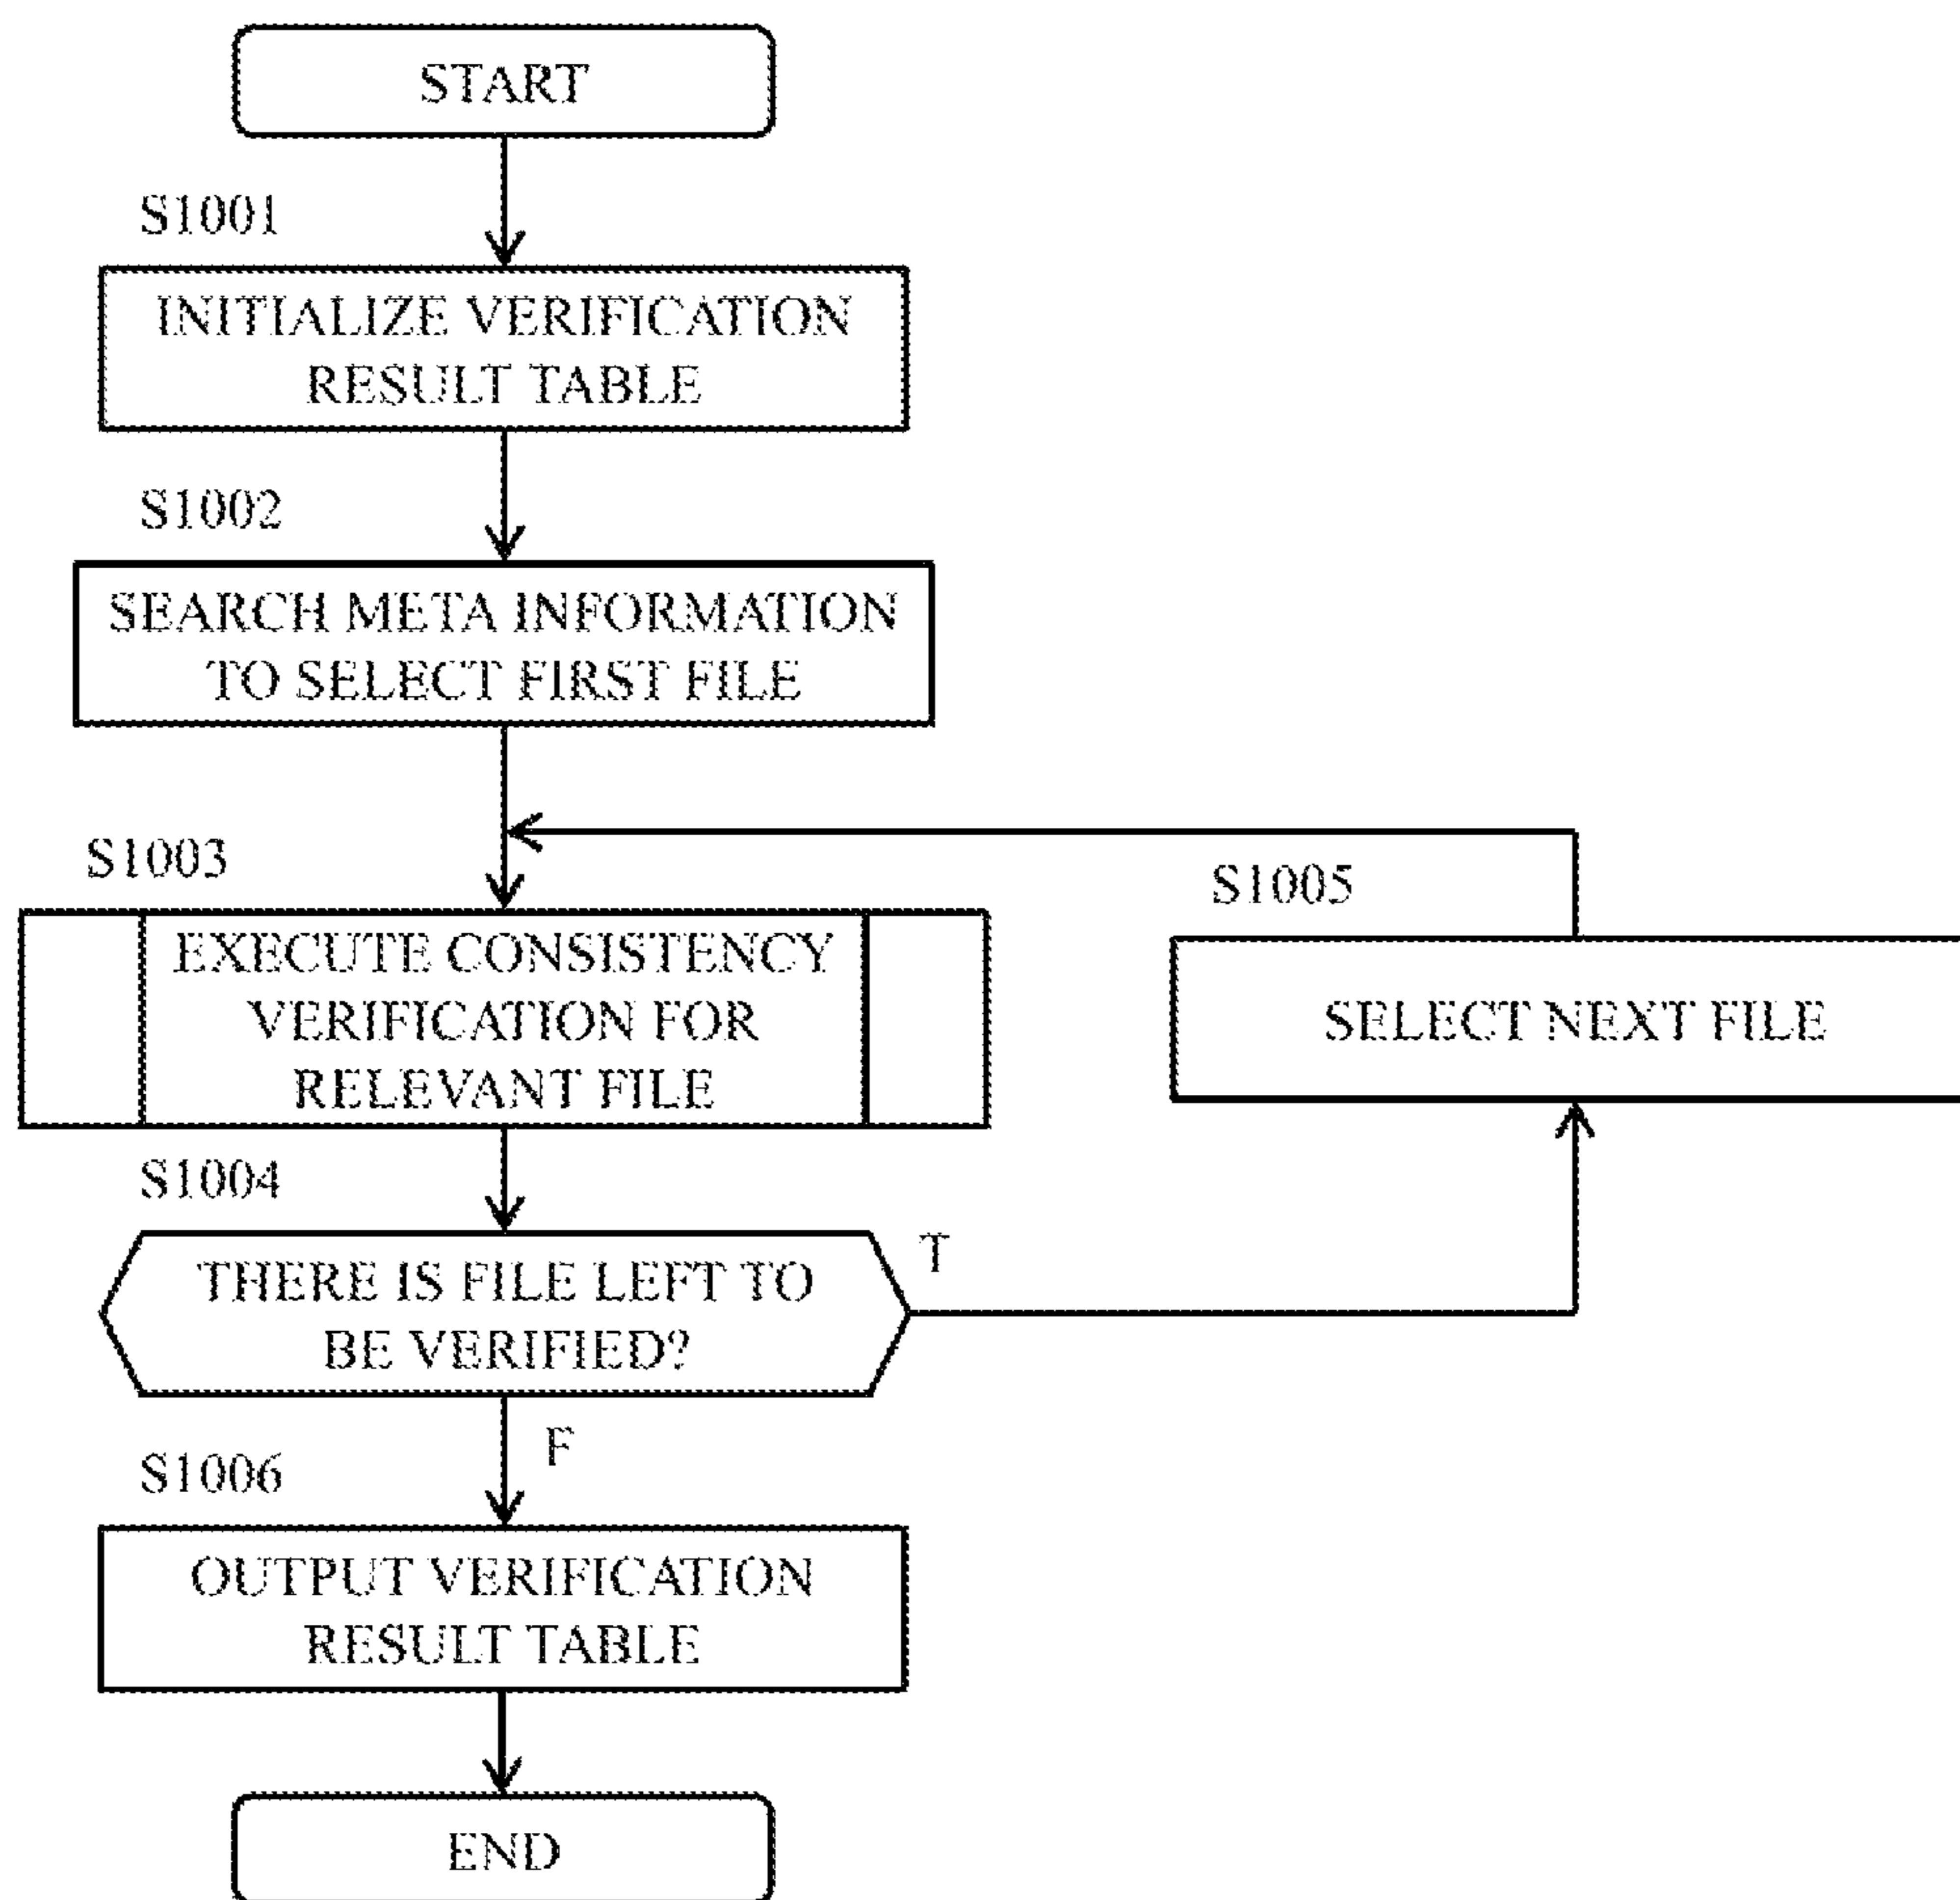 START
S1001
INITIALIZE VERIFICATION
RESULT TABLE
S1002
SEARCH META INFORMATION
TO SELECT FIRST FILE
S1003
EXECUTE CONSISTENCY
VERIFICATION FOR
RELEVANT FILE
S1005
SELECT NEXT FILE
S1004
THERE IS FILE LEFT TO
BE VERIFIED?
T
F
S1006
OUTPUT VERIFICATION
RESULT TABLE
END